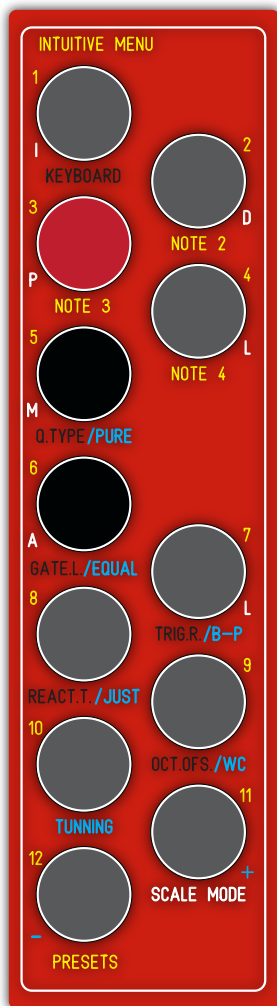 INTUITIVE MENU
1
I
KEYBOARD
2
D
NOTE 2
3
P
NOTE 3
4
L
NOTE 4
5
M
Q.TYPE/PURE
6
A
GATE.L./EQUAL
7
L
TRIG.R./B-P
8
REACT.T./JUST
9
OCT.OFS./WC
10
TUNNING
11
+
SCALE MODE
12
-
PRESETS